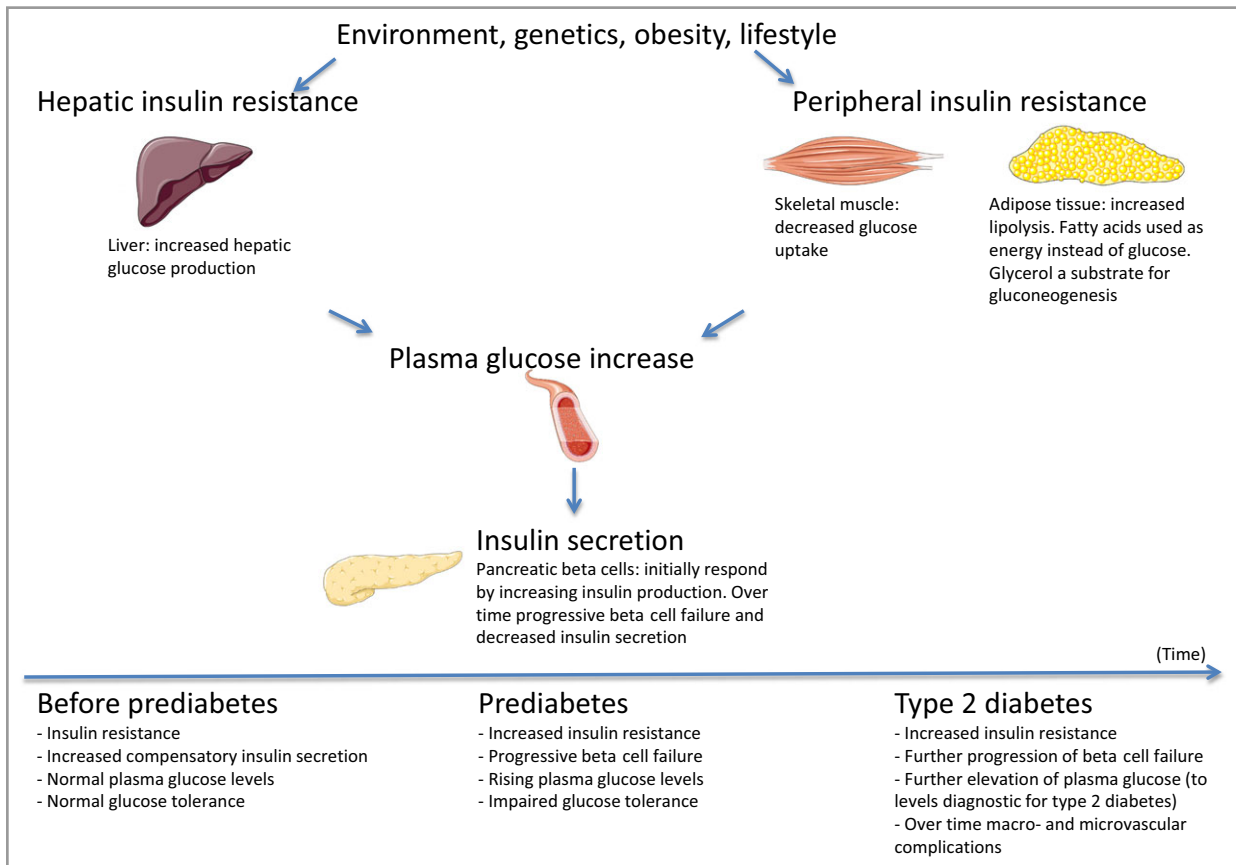 Environment, genetics, obesity, lifestyle
Hepatic insulin resistance
Peripheral insulin resistance
Liver: increased hepatic
glucose production
Skeletal muscle:
decreased glucose
uptake
Adipose tissue: increased
lipolysis. Fatty acids used as
energy instead of glucose.
Glycerol a substrate for
gluconeogenesis
Plasma glucose increase
Insulin secretion
Pancreatic beta cells: initially respond
by increasing insulin production. Over
time progressive beta cell failure and
decreased insulin secretion
(Time)
Before prediabetes
- Insulin resistance
- Increased compensatory insulin secretion
- Normal plasma glucose levels
- Normal glucose tolerance
Prediabetes
- Increased insulin resistance
- Progressive beta cell failure
- Rising plasma glucose levels
- Impaired glucose tolerance
Type 2 diabetes
- Increased insulin resistance
- Further progression of beta cell failure
- Further elevation of plasma glucose (to
levels diagnostic for type 2 diabetes)
- Over time macro- and microvascular
complications